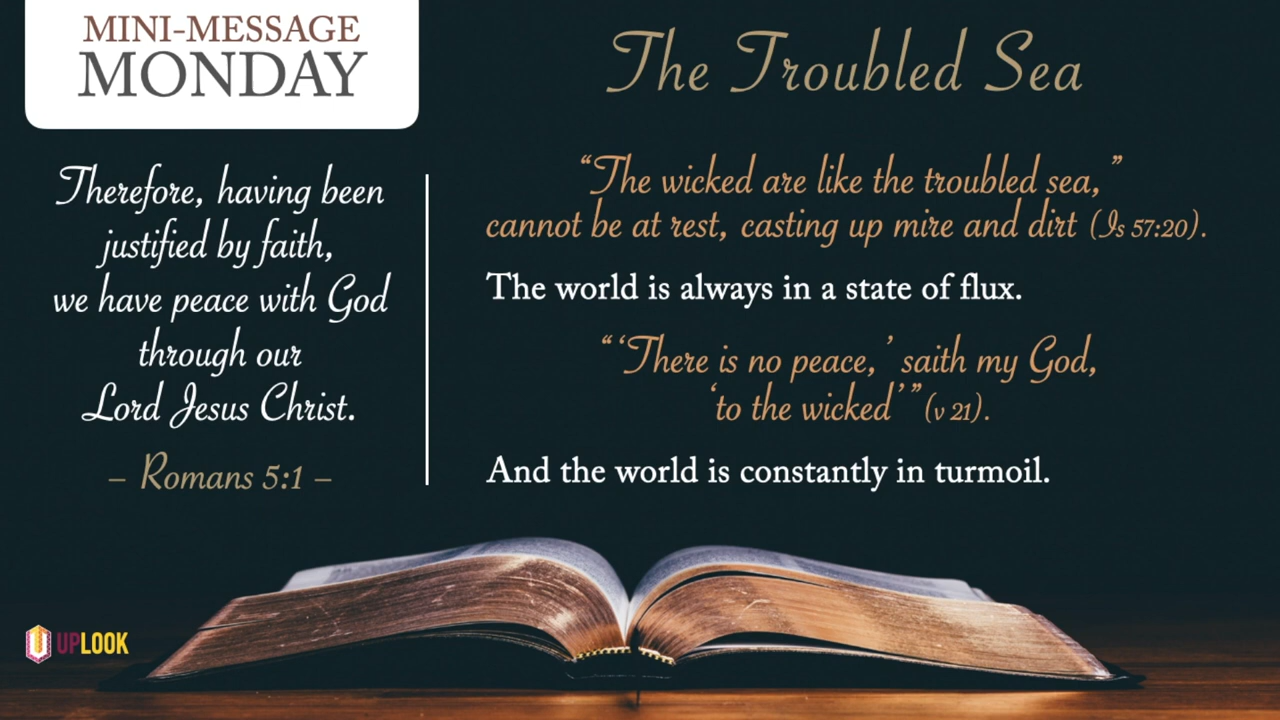 MINI-MESSAGE
MONDAY
Therefore, having been
justified by faith,
we have peace with God
through our
Lord Jesus Christ.
– Romans 5:1 –
The Troubled Sea
“The wicked are like the troubled sea,”
cannot be at rest, casting up mire and dirt (Is 57:20).
The world is always in a state of flux.
“‘There is no peace,’ saith my God,
‘to the wicked’” (v 21).
And the world is constantly in turmoil.
UPLOOK